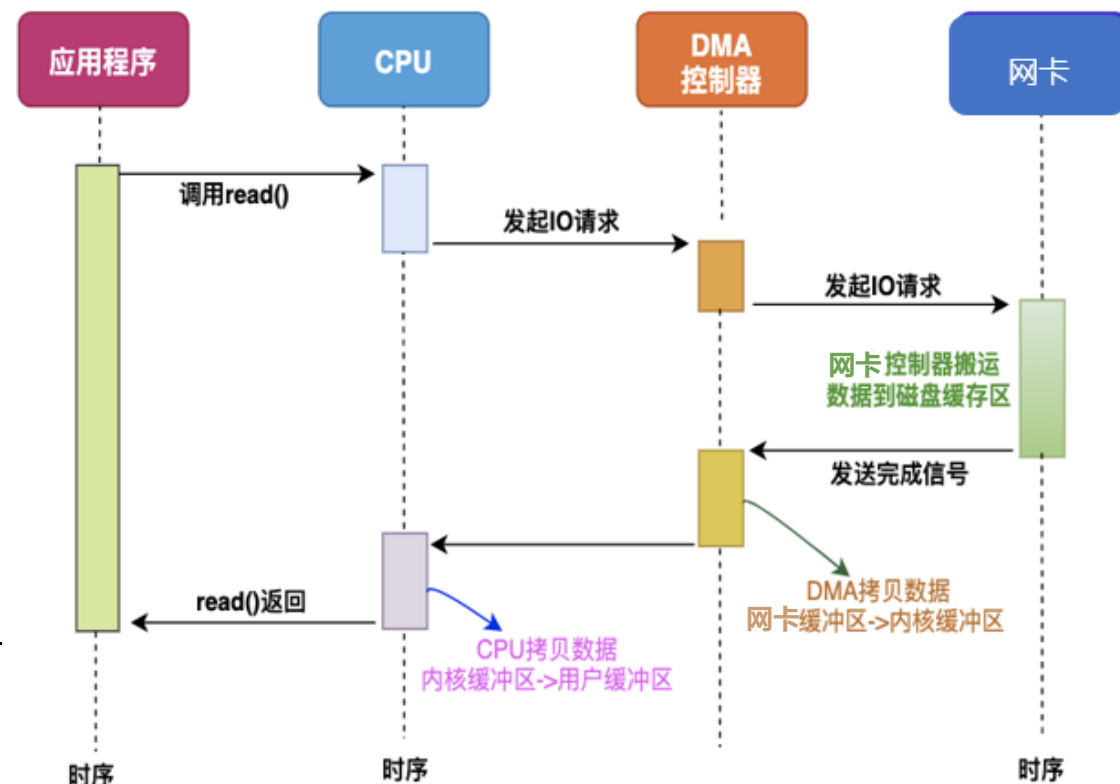 应用程序
CPU
DMA
控制器
网卡
调用read()
发起IO请求
发起IO请求
网卡 控制器搬运
数据到磁盘缓存区
发送完成信号
DMA拷贝数据
网卡缓冲区->内核缓冲区
read()返回
CPU拷贝数据
内核缓冲区->用户缓冲区
时序
时序
时序